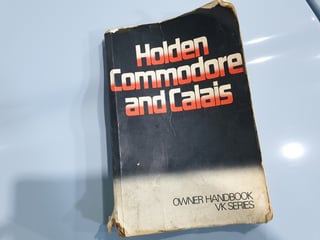 Holden
Commodore
and Calais
OWNER HANDBOOK
VK SERIES